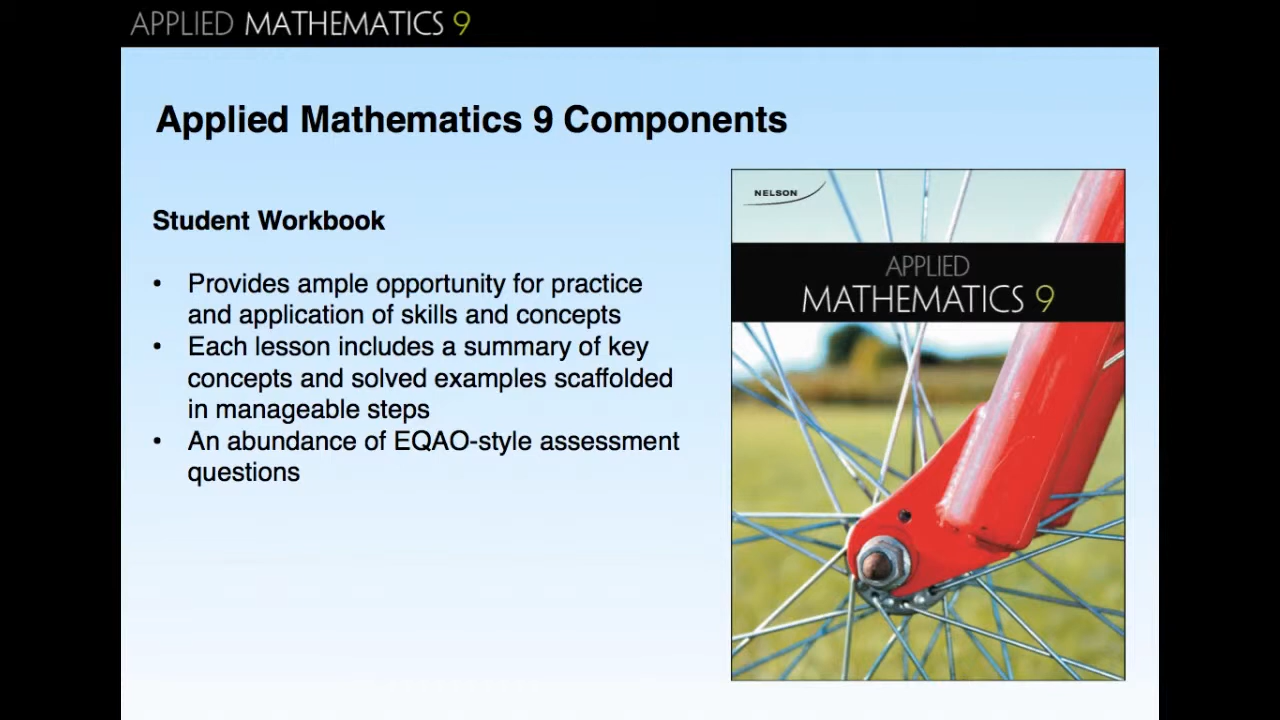 APPLIED MATHEMATICS 9
Applied Mathematics 9 Components
Student Workbook
• Provides ample opportunity for practice
and application of skills and concepts
• Each lesson includes a summary of key
concepts and solved examples scaffolded
in manageable steps
• An abundance of EQAO-style assessment
questions
NELSON
APPLIED
MATHEMATICS 9